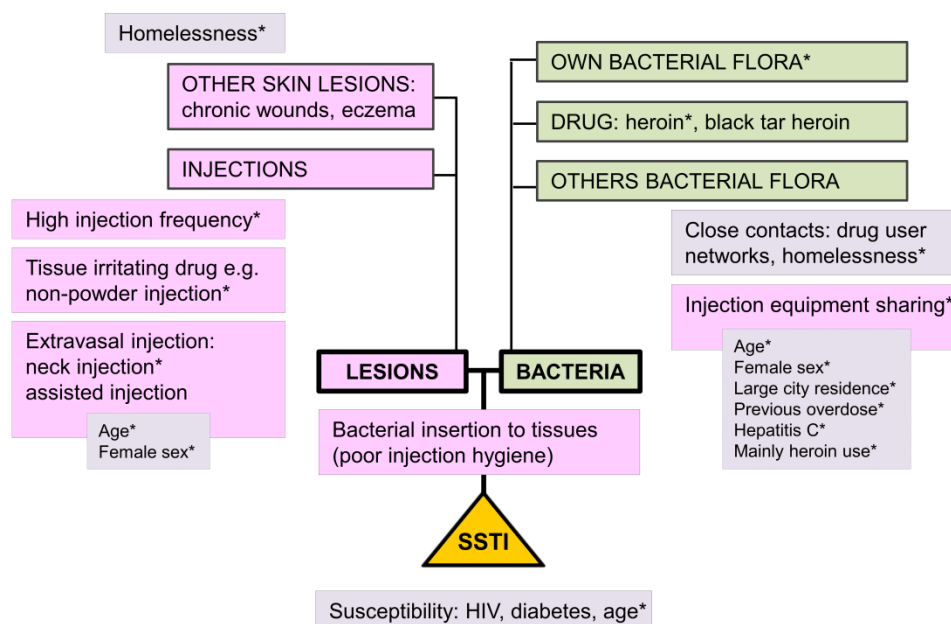 Homelessness*
OTHER SKIN LESIONS:
chronic wounds, eczema
INJECTIONS
High injection frequency*
Tissue irritating drug e.g.
non-powder injection*
Extravasal injection:
neck injection*
assisted injection
Age*
Female sex*
OWN BACTERIAL FLORA*
DRUG: heroin*, black tar heroin
OTHERS BACTERIAL FLORA
Close contacts: drug user
networks, homelessness*
Injection equipment sharing*
Age*
Female sex*
Large city residence*
Previous overdose*
Hepatitis C*
Mainly heroin use*
LESIONS
BACTERIA
Bacterial insertion to tissues
(poor injection hygiene)
SSTI
Susceptibility: HIV, diabetes, age*